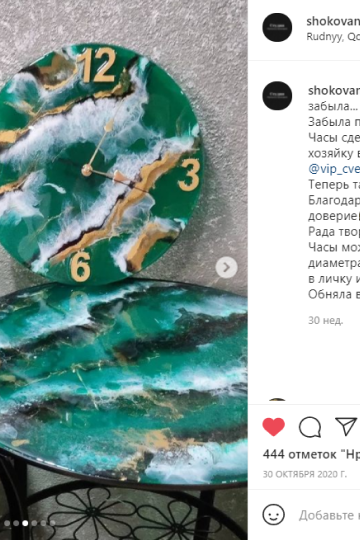 12
3
6
shokovan
Rudnyy, Qo
shokovan
забыла...
Забыла п
Часы сде
хозяйку в
@vip_cve
Теперь та
Благодар
доверие
Рада твор
Часы мож
диаметра
в личку и
Обняла в
30 нед.
444 отметок "Нр
30 ОКТЯБРЯ 2020 Г.
Добавьте к